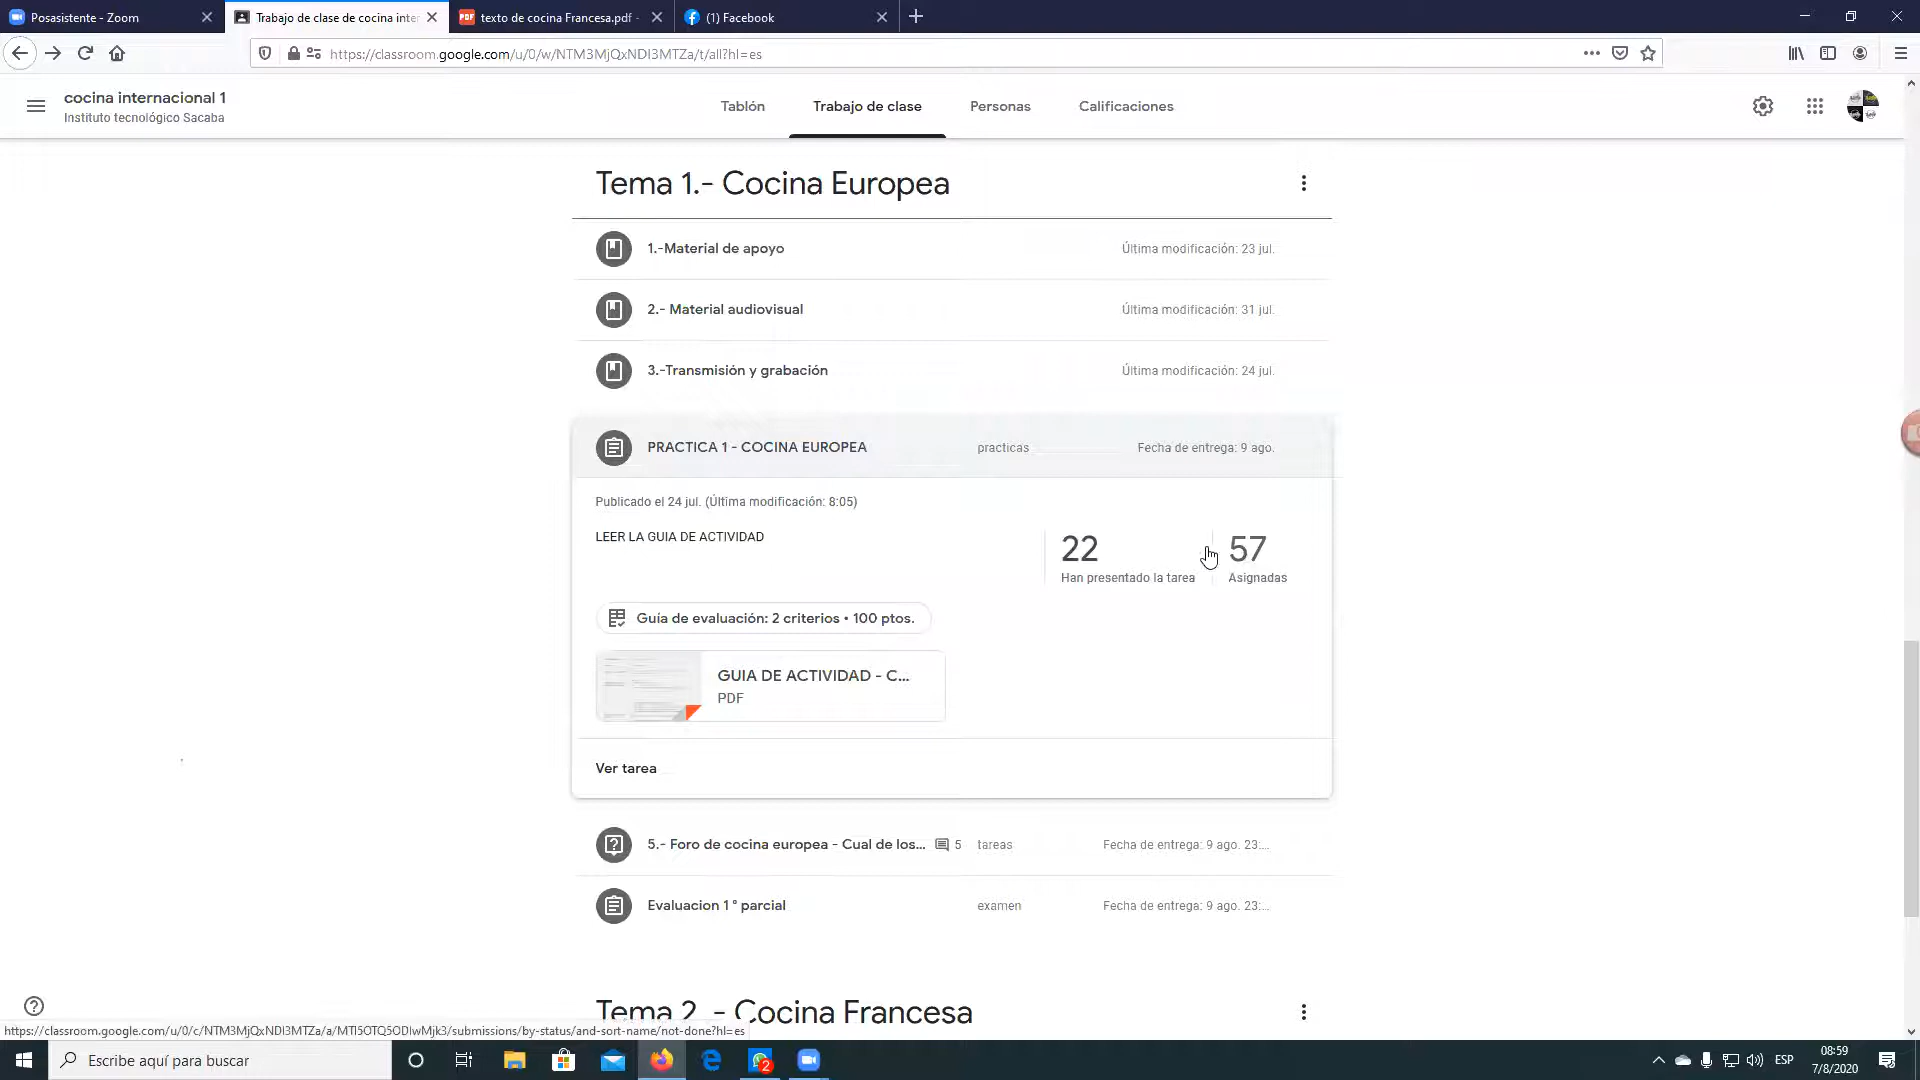 Posasistente - Zoom
Trabajo de clase de cocina inter
texto de cocina Francesa.pdf -
(1) Facebook
https://classroom.google.com/u/0/w/NTM3MjQxNDI3MTZa/t/all?hl=es
cocina internacional 1
Instituto tecnológico Sacaba
Tablón
Trabajo de clase
Personas
Calificaciones
Tema 1.- Cocina Europea
1.-Material de apoyo
Última modificación: 23 jul.
2.- Material audiovisual
Última modificación: 31 jul.
3.-Transmisión y grabación
Última modificación: 24 jul.
PRACTICA 1 - COCINA EUROPEA
practicas
Fecha de entrega: 9 ago.
Publicado el 24 jul. (Última modificación: 8:05)
LEER LA GUIA DE ACTIVIDAD
22
Han presentado la tarea
57
Asignadas
Guía de evaluación: 2 criterios • 100 ptos.
GUIA DE ACTIVIDAD - C...
PDF
Ver tarea
5.- Foro de cocina europea - Cual de los...
5
tareas
Fecha de entrega: 9 ago. 23:...
Evaluacion 1 ° parcial
examen
Fecha de entrega: 9 ago. 23:...
Tema 2. - Cocina Francesa
https://classroom.google.com/u/0/c/NTM3MjQxNDI3MTZa/a/MTI5OTQ5ODIwMjk3/submissions/by-status/and-sort-name/not-done?hl=es
Escribe aquí para buscar
2
ESP
08:59
7/8/2020